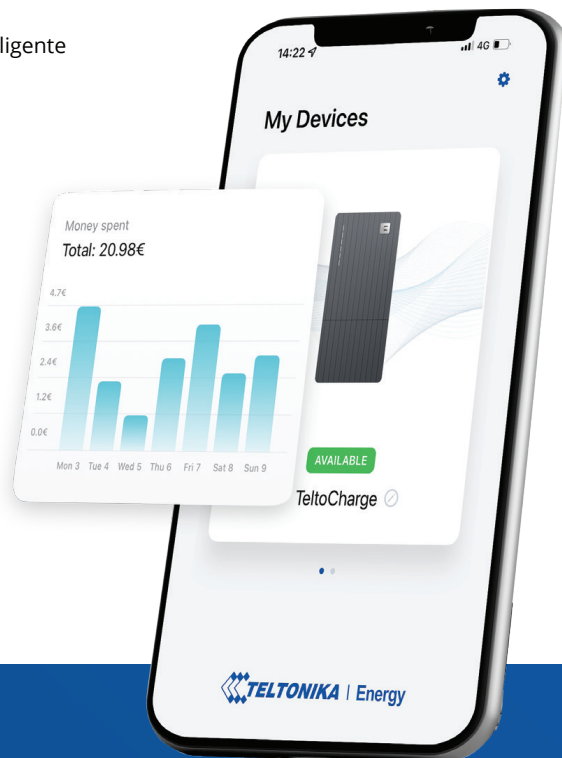 ligente
14:22
4G
My Devices
Money spent
Total: 20.98€
4.7€
3.6€
2.4€
1.2€
0.0€
Mon 3 Tue 4 Wed 5 Thu 6 Fri 7 Sat 8 Sun 9
AVAILABLE
TeltoCharge
TELTONIKA | Energy